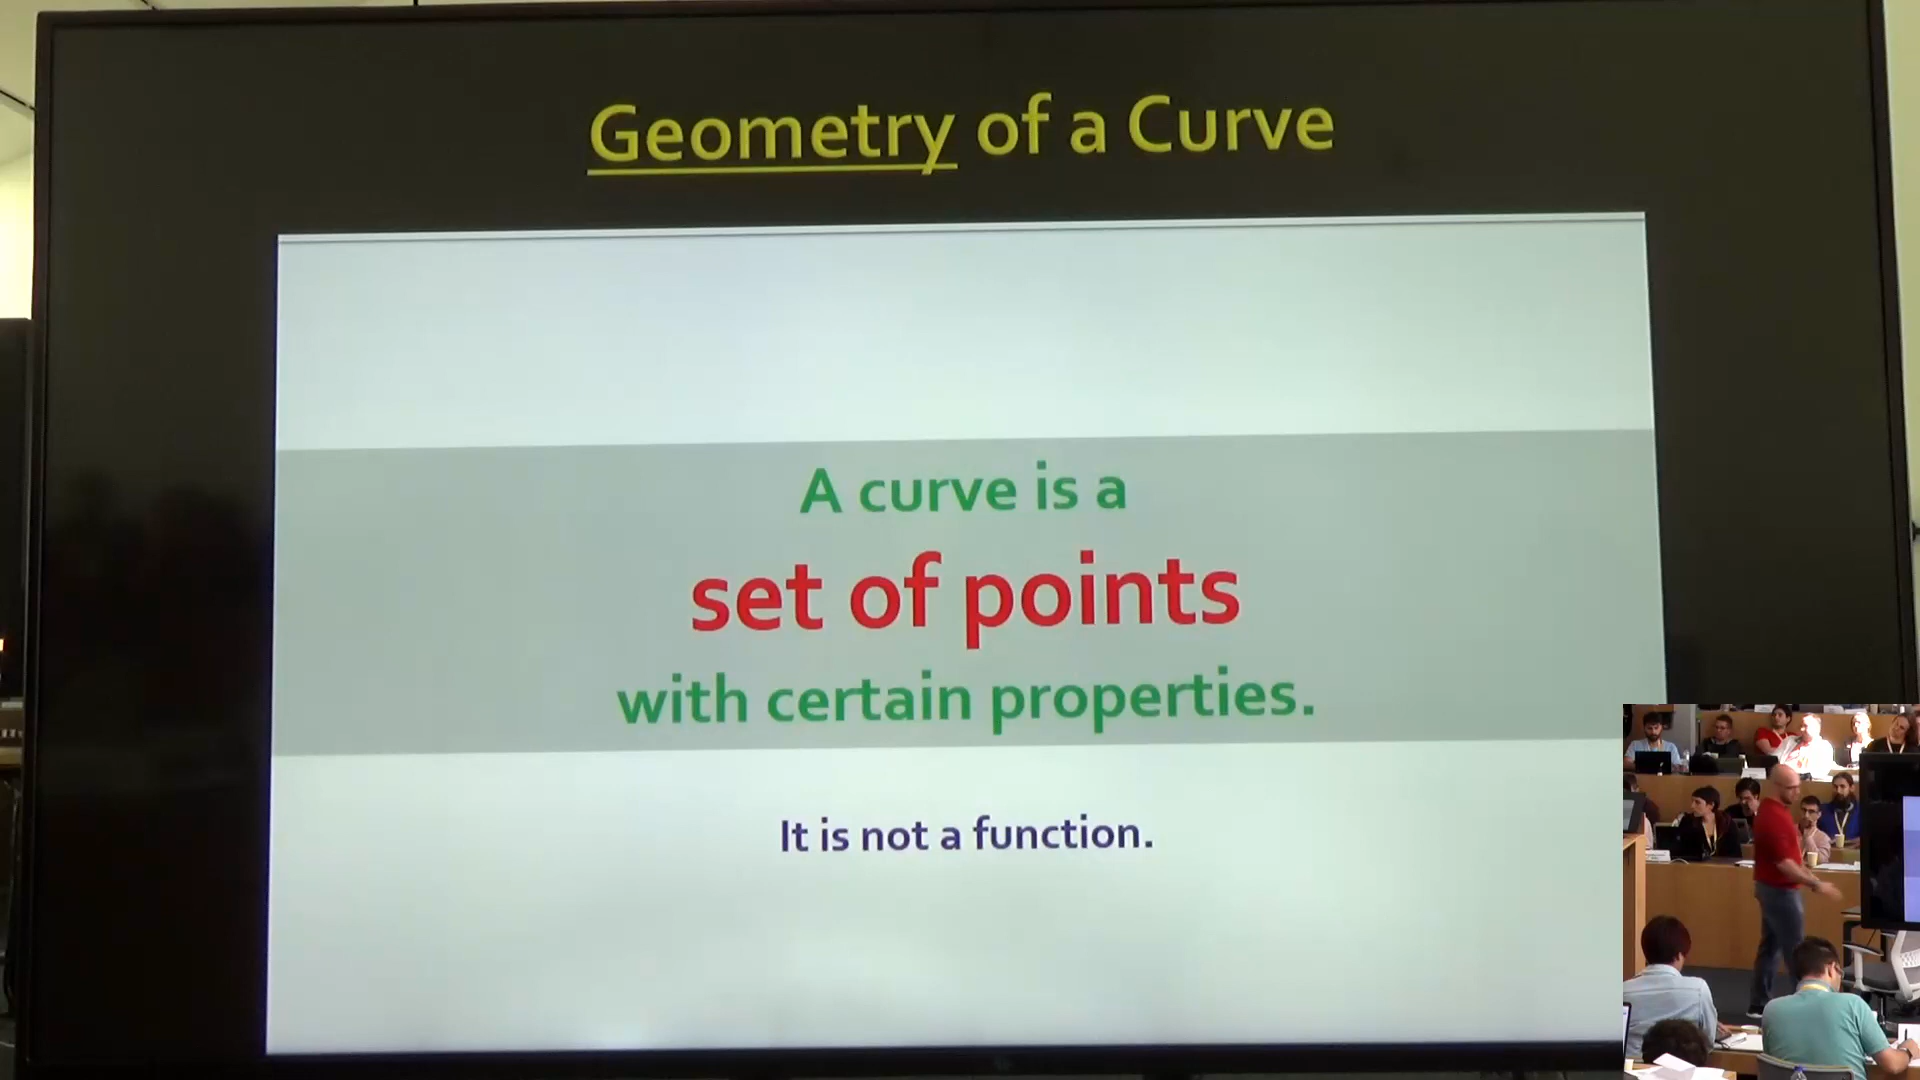 Geometry of a Curve
A curve is a
set of points
with certain properties.
It is not a function.